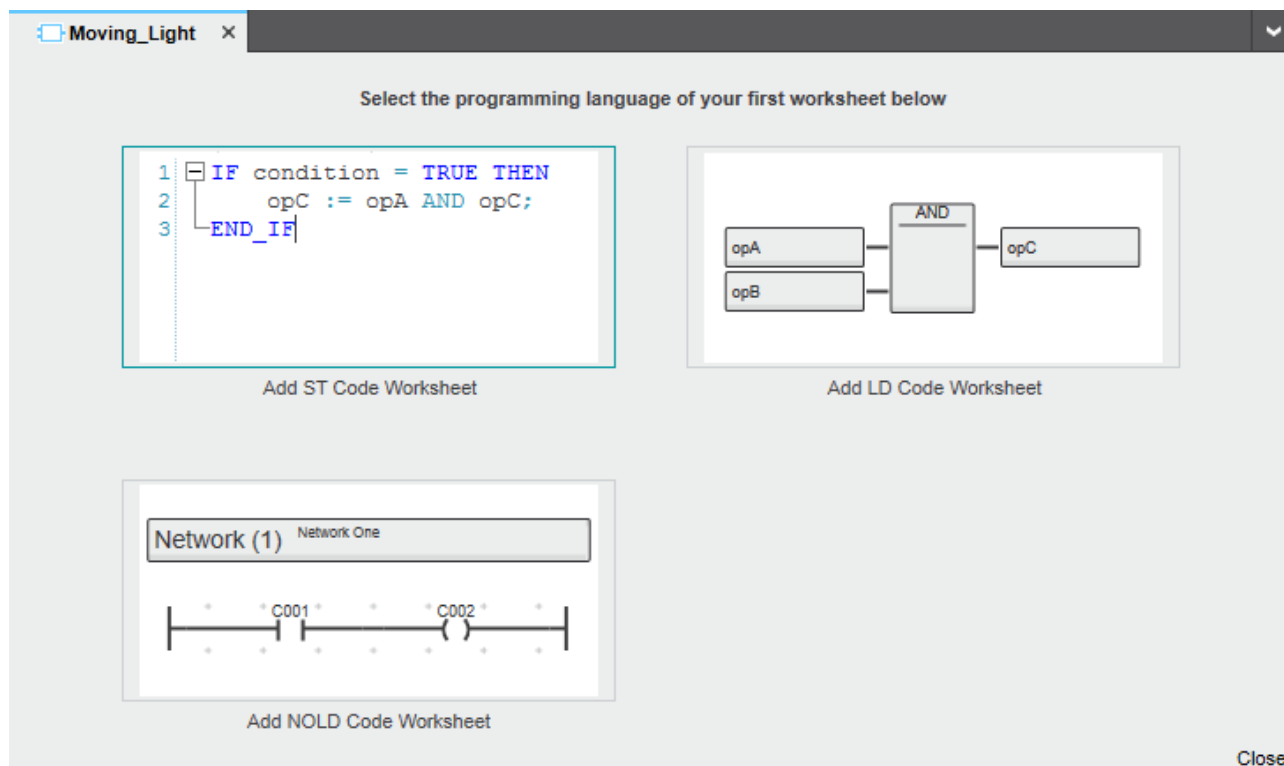 Moving_Light ×
Select the programming language of your first worksheet below
1 IF condition = TRUE THEN
2 opC := opA AND opC;
3 END_IF
Add ST Code Worksheet
AND
opA
opB
opC
Add LD Code Worksheet
Network (1) Network One
C001 C002
Add NOLD Code Worksheet
Close